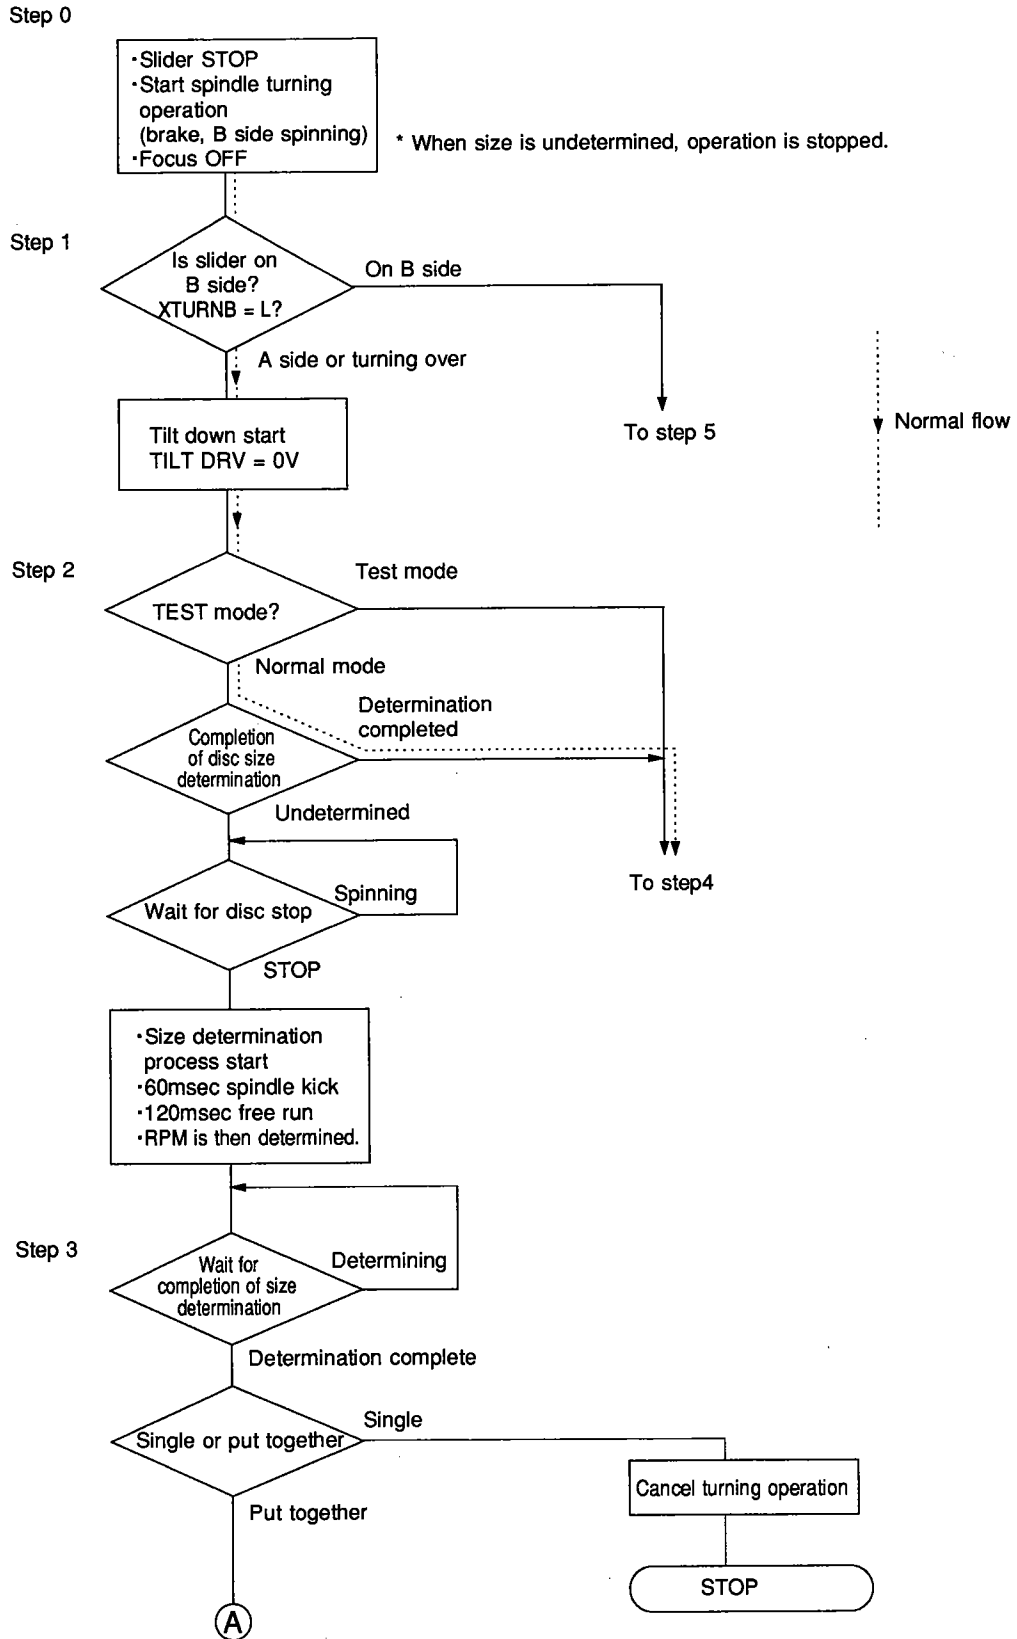 Step 0
·Slider STOP
·Start spindle turning
operation
(brake, B side spinning)
·Focus OFF
* When size is undetermined, operation is stopped.
Step 1
Is slider on
B side?
XTURNB = L?
On B side
A side or turning over
To step 5
Normal flow
Tilt down start
TILT DRV = 0V
Step 2
Test mode
TEST mode?
Normal mode
Determination
completed
Completion
of disc size
determination
Undetermined
To step4
Spinning
Wait for disc stop
STOP
·Size determination
process start
·60msec spindle kick
·120msec free run
·RPM is then determined.
Step 3
Wait for
completion of size
determination
Determining
Determination complete
Single
Single or put together
Cancel turning operation
Put together
STOP
A